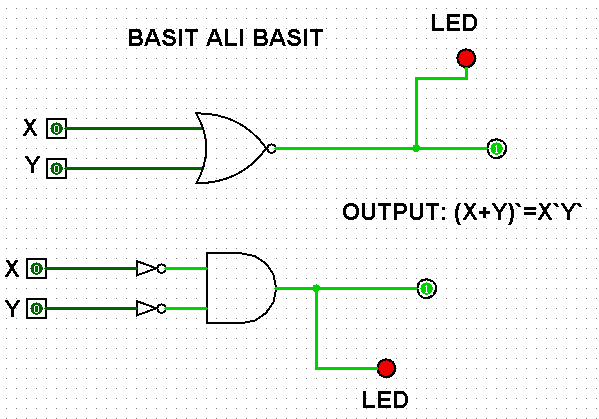 LED
BASIT ALI BASIT
X 0
1
Y 0
OUTPUT: (X+Y)`=X`Y`
X 0
1
Y 0
LED